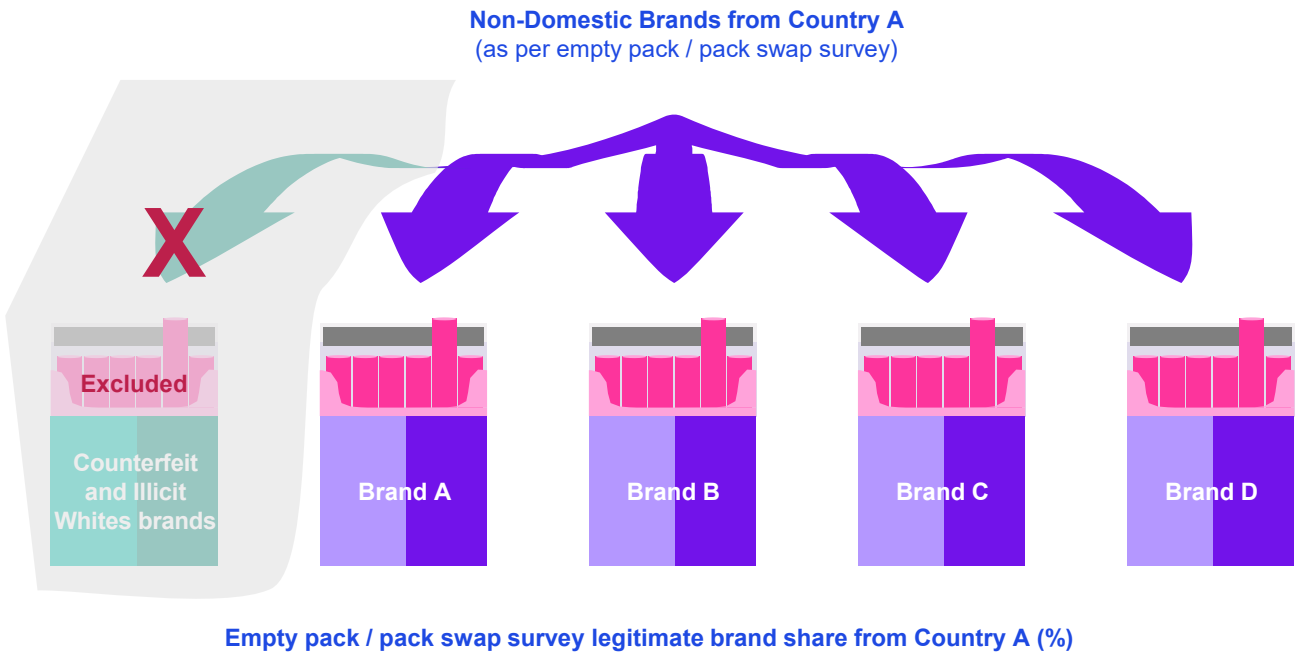 Non-Domestic Brands from Country A
(as per empty pack / pack swap survey)
X
Excluded
Counterfeit
and Illicit
Whites brands
Brand A
Brand B
Brand C
Brand D
Empty pack / pack swap survey legitimate brand share from Country A (%)